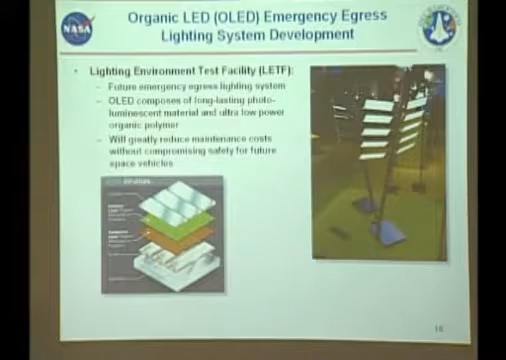 Organic LED (OLED) Emergency Egress
Lighting System Development
NASA
• Lighting Environment Test Facility (LETF):
– Future emergency egress lighting system
– OLED composes of long-lasting photo-
luminescent material and ultra low power
organic polymer
– Will greatly reduce maintenance costs
without compromising safety for future
space vehicles